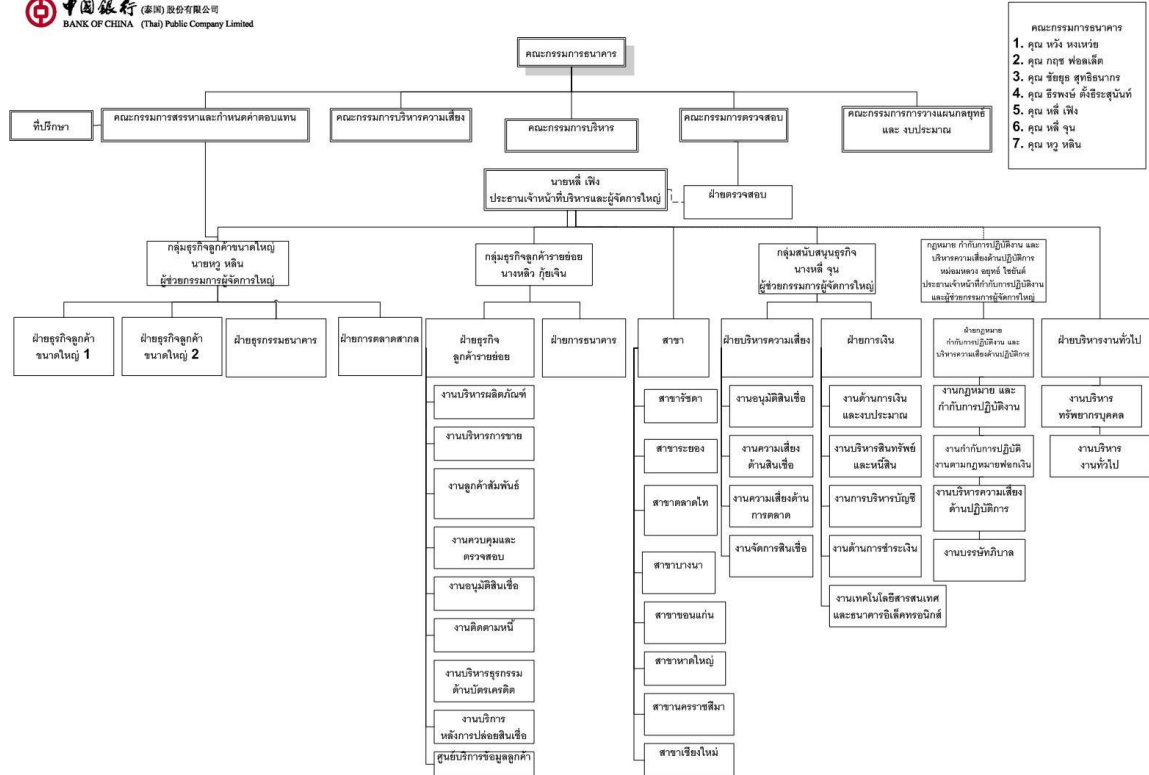 中國銀行 (泰国) 股份有限公司
BANK OF CHINA (Thai) Public Company Limited
คณะกรรมการธนาคาร
1. คุณ หวัง หงเหว่ย
2. คุณ กฤช ฟอลเล็ต
3. คุณ ชัยยุธ สุทธิธนากร
4. คุณ ธีรพงษ์ ตั้งธีระสุนันท์
5. คุณ หลี่ เฟิง
6. คุณ หลี่ จุน
7. คุณ หวู หลิน
คณะกรรมการธนาคาร
ที่ปรึกษา
คณะกรรมการสรรหาและกำหนดค่าตอบแทน
คณะกรรมการบริหารความเสี่ยง
คณะกรรมการบริหาร
คณะกรรมการตรวจสอบ
คณะกรรมการการวางแผนกลยุทธ์
และ งบประมาณ
นายหลี่ เฟิง
ประธานเจ้าหน้าที่บริหารและผู้จัดการใหญ่
ฝ่ายตรวจสอบ
กลุ่มธุรกิจลูกค้าขนาดใหญ่
นายหวู หลิน
ผู้ช่วยกรรมการผู้จัดการใหญ่
กลุ่มธุรกิจลูกค้ารายย่อย
นางหลิว กุ้ยเจิน
กลุ่มสนับสนุนธุรกิจ
นางหลี่ จุน
ผู้ช่วยกรรมการผู้จัดการใหญ่
กฎหมาย กำกับการปฏิบัติงาน และ
บริหารความเสี่ยงด้านปฏิบัติการ
หม่อมหลวง อยุทธ์ ไชยันต์
ประธานเจ้าหน้าที่กำกับการปฏิบัติงาน
และผู้ช่วยกรรมการผู้จัดการใหญ่
ฝ่ายธุรกิจลูกค้า
ขนาดใหญ่ 1
ฝ่ายธุรกิจลูกค้า
ขนาดใหญ่ 2
ฝ่ายธุรกรรมธนาคาร
ฝ่ายการตลาดสากล
ฝ่ายธุรกิจ
ลูกค้ารายย่อย
ฝ่ายการธนาคาร
สาขา
ฝ่ายบริหารความเสี่ยง
ฝ่ายการเงิน
ฝ่ายกฎหมาย
กำกับการปฏิบัติงาน และ
บริหารความเสี่ยงด้านปฏิบัติการ
ฝ่ายบริหารงานทั่วไป
งานบริหารผลิตภัณฑ์
งานบริหารการขาย
งานลูกค้าสัมพันธ์
งานควบคุมและ
ตรวจสอบ
งานอนุมัติสินเชื่อ
งานติดตามหนี้
งานบริหารธุรกรรม
ด้านบัตรเครดิต
งานบริการ
หลังการปล่อยสินเชื่อ
ศูนย์บริการข้อมูลลูกค้า
สาขารัชดา
สาขาระยอง
สาขาตลาดไท
สาขาบางนา
สาขาขอนแก่น
สาขาหาดใหญ่
สาขานครราชสีมา
สาขาเชียงใหม่
งานอนุมัติสินเชื่อ
งานความเสี่ยง
ด้านสินเชื่อ
งานความเสี่ยงด้าน
การตลาด
งานจัดการสินเชื่อ
งานด้านการเงิน
และงบประมาณ
งานบริหารสินทรัพย์
และหนี้สิน
งานการบริหารบัญชี
งานด้านการชำระเงิน
งานเทคโนโลยีสารสนเทศ
และธนาคารอิเล็คทรอนิกส์
งานกฎหมาย และ
กำกับการปฏิบัติงาน
งานกำกับการปฏิบัติ
งานตามกฎหมายฟอกเงิน
งานบริหารความเสี่ยง
ด้านปฏิบัติการ
งานบรรษัทภิบาล
งานบริหาร
ทรัพยากรบุคคล
งานบริหาร
งานทั่วไป